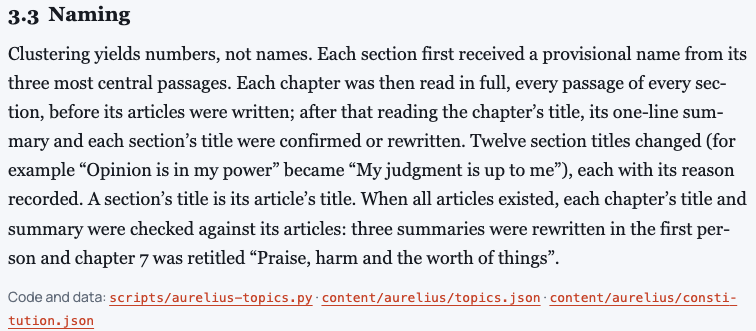 3.3 Naming
Clustering yields numbers, not names. Each section first received a provisional name from its
three most central passages. Each chapter was then read in full, every passage of every sec-
tion, before its articles were written; after that reading the chapter’s title, its one-line sum-
mary and each section’s title were confirmed or rewritten. Twelve section titles changed (for
example “Opinion is in my power” became “My judgment is up to me”), each with its reason
recorded. A section’s title is its article’s title. When all articles existed, each chapter’s title and
summary were checked against its articles: three summaries were rewritten in the first per-
son and chapter 7 was retitled “Praise, harm and the worth of things”.
Code and data: scripts/aurelius-topics.py · content/aurelius/topics.json · content/aurelius/consti-
tution.json